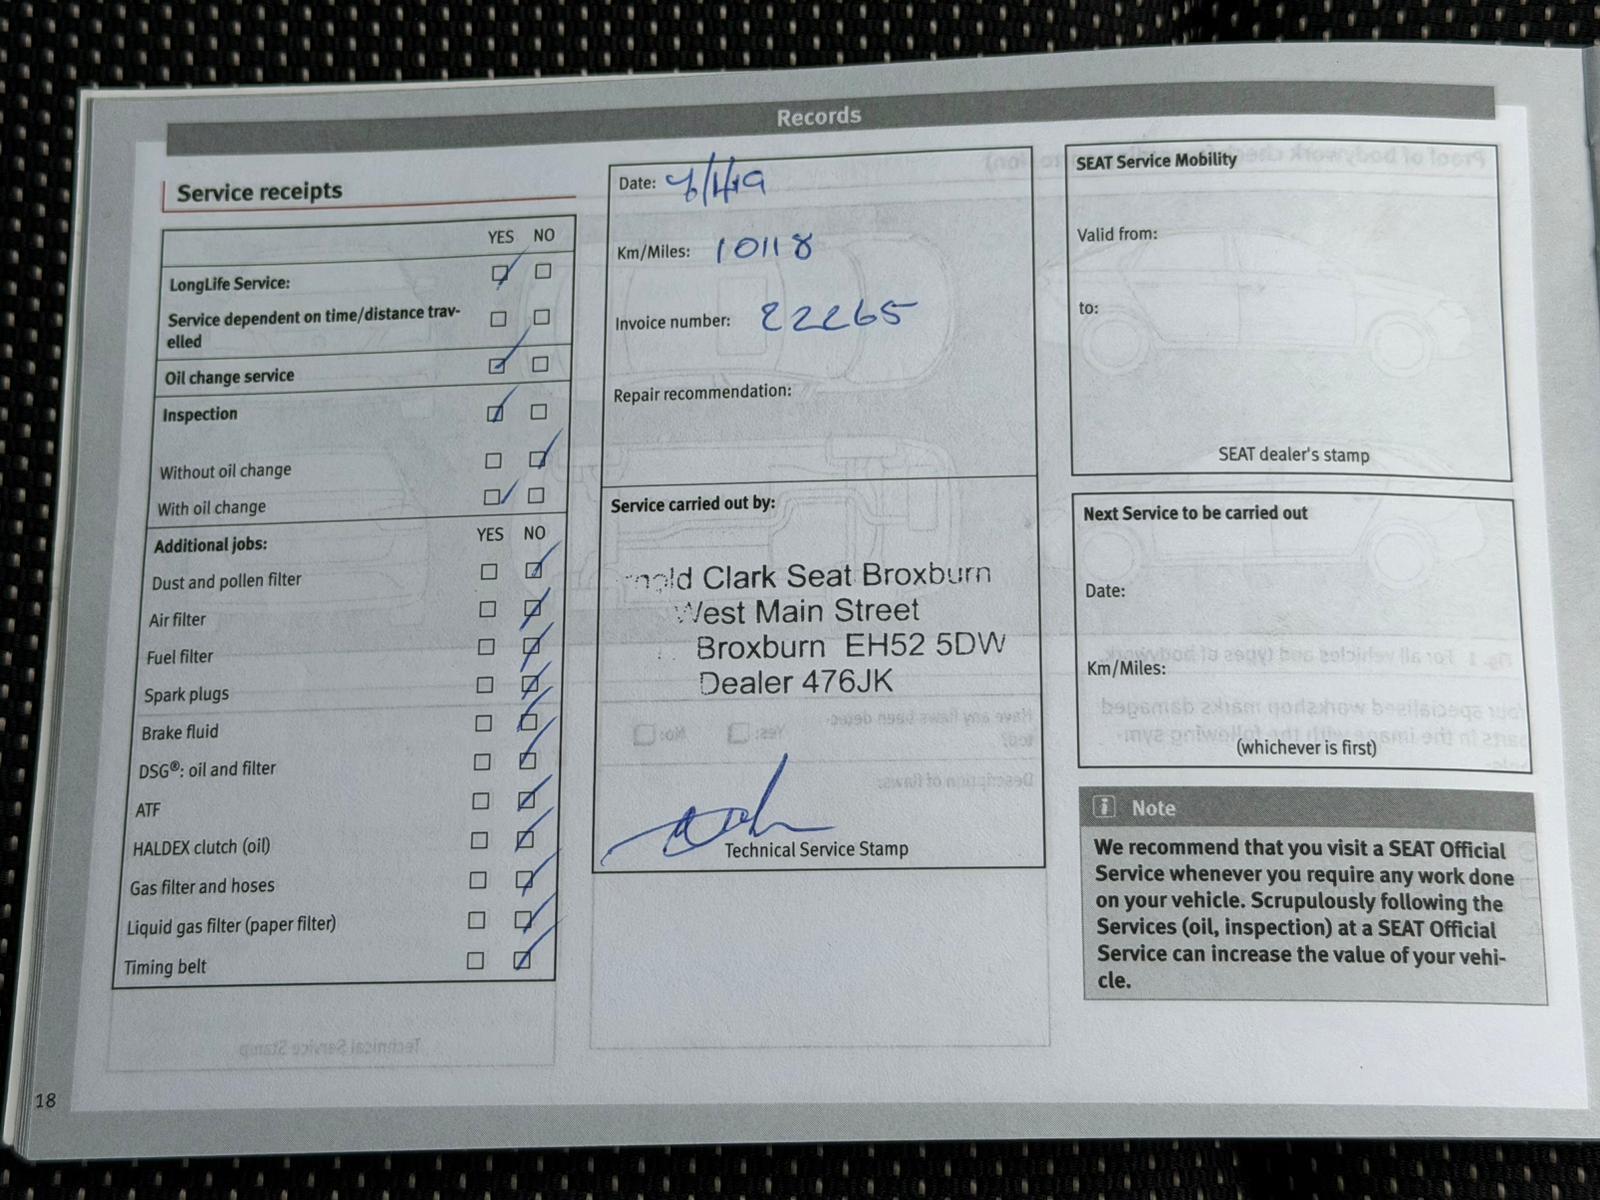 Records
Service receipts
YES NO
LongLife Service:
Service dependent on time/distance trav-
elled
Oil change service
Inspection
Without oil change
With oil change
Additional jobs: YES NO
Dust and pollen filter
Air filter
Fuel filter
Spark plugs
Brake fluid
DSG®: oil and filter
ATF
HALDEX clutch (oil)
Gas filter and hoses
Liquid gas filter (paper filter)
Timing belt
Date:
Km/Miles: 10118
Invoice number: 22265
Repair recommendation:
Service carried out by:
Clark Seat Broxburn
West Main Street
Broxburn EH52 5DW
Dealer 476JK
Technical Service Stamp
SEAT Service Mobility
Valid from:
to:
SEAT dealer's stamp
Next Service to be carried out
Date:
Km/Miles:
(whichever is first)
i Note
We recommend that you visit a SEAT Official
Service whenever you require any work done
on your vehicle. Scrupulously following the
Services (oil, inspection) at a SEAT Official
Service can increase the value of your vehi-
cle.
18